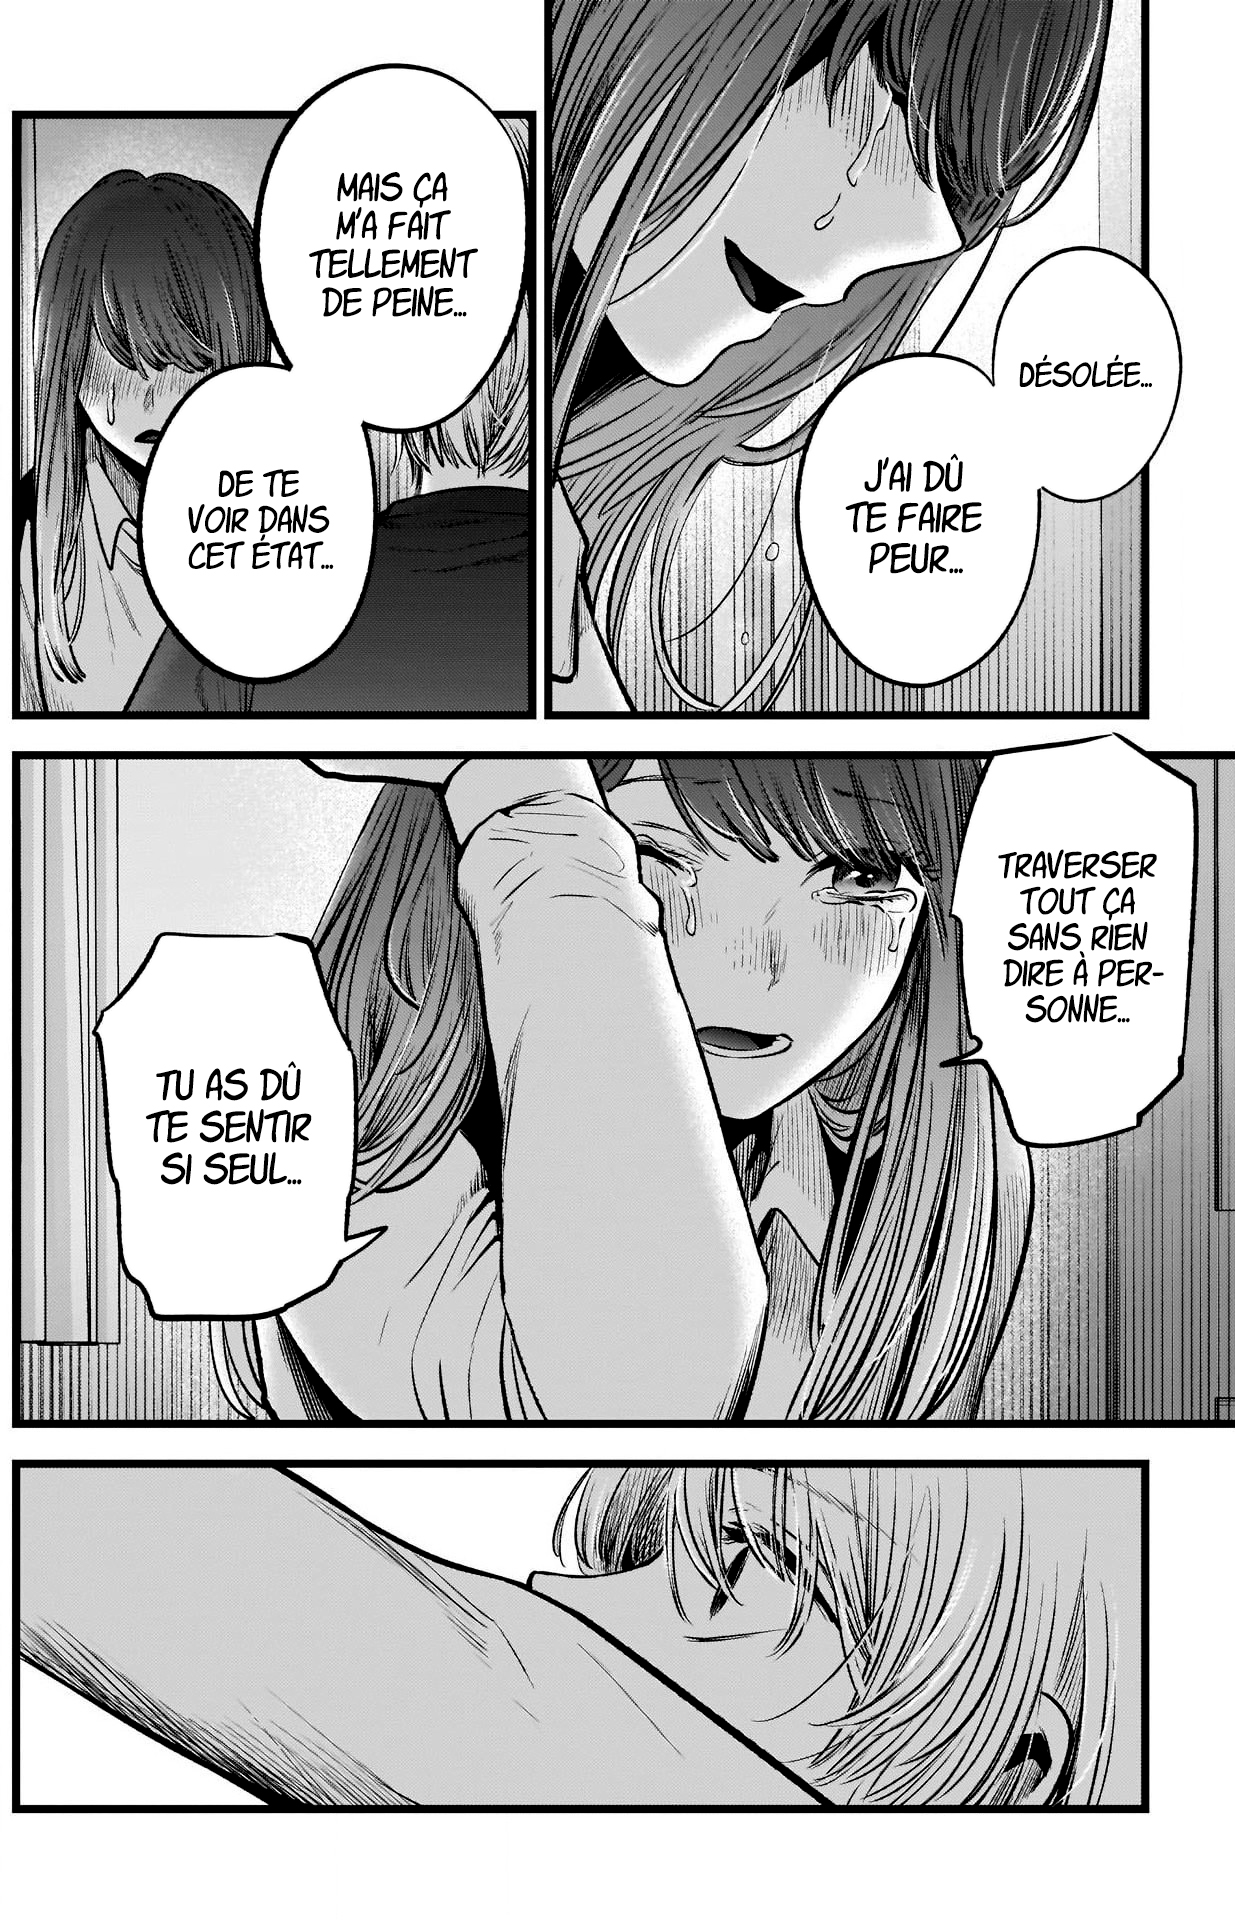 DÉSOLÉE...
J'AI DÛ
TE FAIRE
PEUR...
MAIS ÇA
M'A FAIT
TELLEMENT
DE PEINE...
DE TE
VOIR DANS
CET ÉTAT...
TRAVERSER
TOUT ÇA
SANS RIEN
DIRE À PER-
SONNE...
TU AS DÛ
TE SENTIR
SI SEUL...